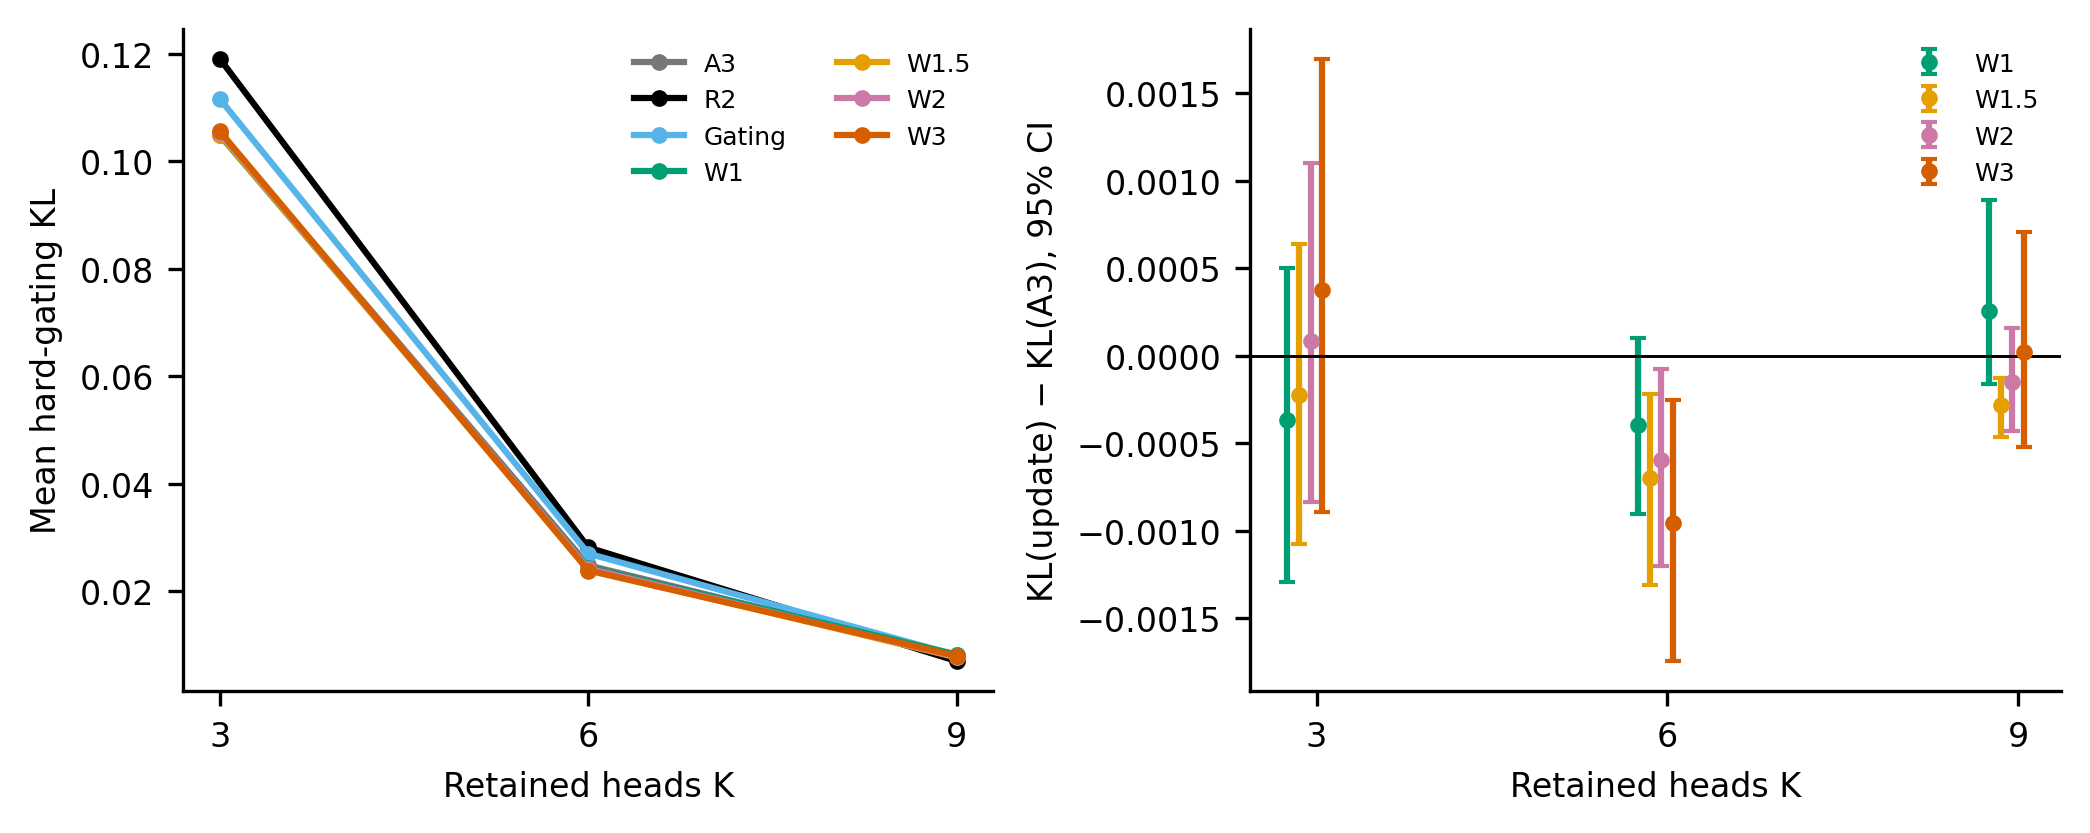 Mean hard-gating KL
0.12
0.10
0.08
0.06
0.04
0.02
A3
R2
Gating
W1
W1.5
W2
W3
3
6
9
Retained heads K
KL(update) − KL(A3), 95% CI
0.0015
0.0010
0.0005
0.0000
−0.0005
−0.0010
−0.0015
W1
W1.5
W2
W3
3
6
9
Retained heads K